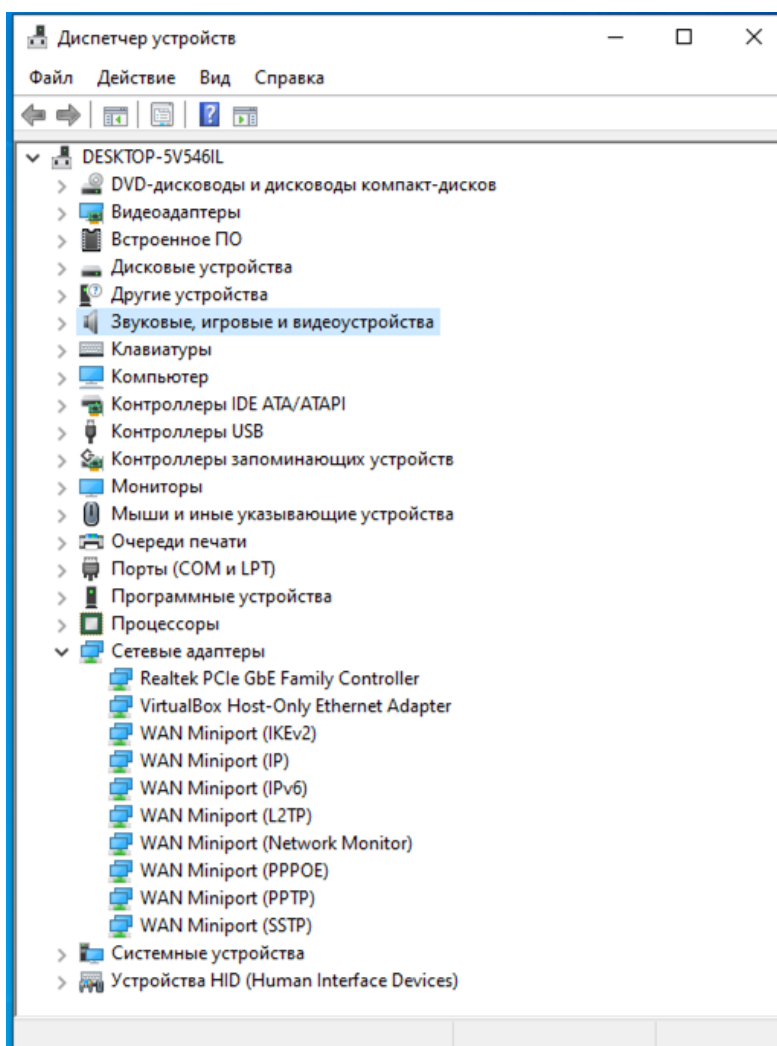 Диспетчер устройств
Файл Действие Вид Справка
DESKTOP-5V546IL
DVD-дисководы и дисководы компакт-дисков
Видеоадаптеры
Встроенное ПО
Дисковые устройства
Другие устройства
Звуковые, игровые и видеоустройства
Клавиатуры
Компьютер
Контроллеры IDE ATA/ATAPI
Контроллеры USB
Контроллеры запоминающих устройств
Мониторы
Мыши и иные указывающие устройства
Очереди печати
Порты (COM и LPT)
Программные устройства
Процессоры
Сетевые адаптеры
Realtek PCIe GbE Family Controller
VirtualBox Host-Only Ethernet Adapter
WAN Miniport (IKEv2)
WAN Miniport (IP)
WAN Miniport (IPv6)
WAN Miniport (L2TP)
WAN Miniport (Network Monitor)
WAN Miniport (PPPOE)
WAN Miniport (PPTP)
WAN Miniport (SSTP)
Системные устройства
Устройства HID (Human Interface Devices)